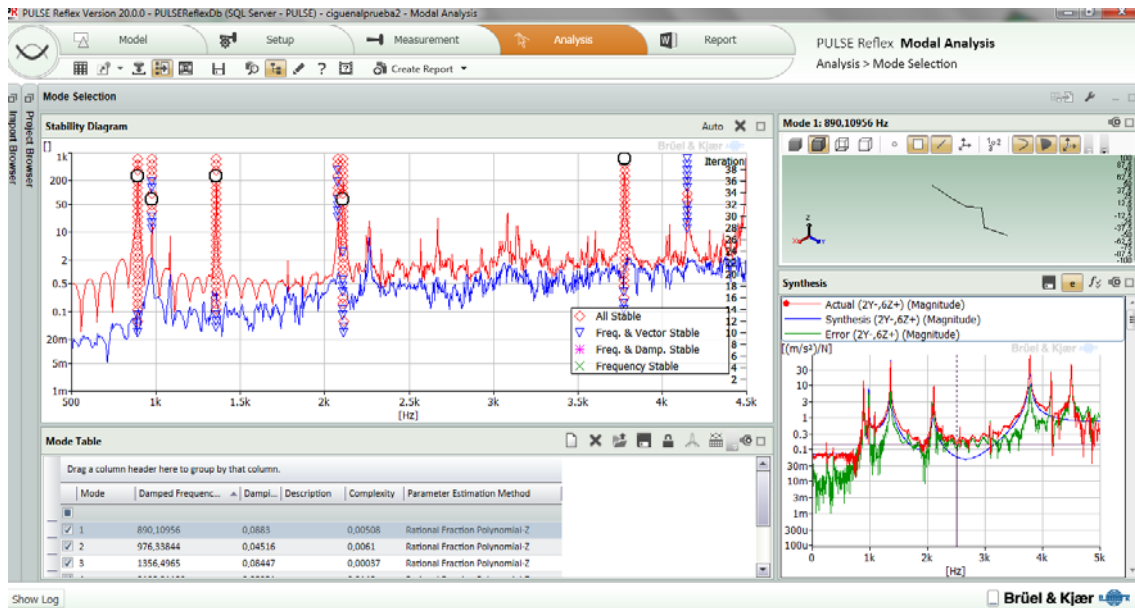 PULSE Reflex Version 20.0.0 - PULSEReflexDb (SQL Server - PULSE) - ciguenalprueba2 - Modal Analysis
Model
Setup
Measurement
Analysis
Report
PULSE Reflex Modal Analysis
Analysis > Mode Selection
Create Report
Import Browser
Project Browser
Mode Selection
Stability Diagram
Auto
Brüel & Kjær
[]
Iteration
1k
200
50
10
2
0.5
0.1
20m
5m
1m
38
36
34
32
30
28
26
24
22
20
18
16
14
12
10
8
6
4
2
All Stable
Freq. & Vector Stable
Freq. & Damp. Stable
Frequency Stable
500 1k 1.5k 2k 2.5k 3k 3.5k 4k 4.5k
[Hz]
Mode 1: 890,10956 Hz
z
x
Y
Synthesis
Actual (2Y-,6Z+) (Magnitude)
Synthesis (2Y-,6Z+) (Magnitude)
Error (2Y-,6Z+) (Magnitude)
[(m/s²)/N]
Brüel & Kjær
30
10
3
1
0.3
0.1
30m
10m
3m
1m
300u
100u
0 1k 2k 3k 4k 5k
[Hz]
Mode Table
Drag a column header here to group by that column.
Mode Damped Frequenc... Dampi... Description Complexity Parameter Estimation Method
1 890,10956 0,0883 0,00508 Rational Fraction Polynomial-Z
2 976,33844 0,04516 0,0061 Rational Fraction Polynomial-Z
3 1356,4965 0,08447 0,00037 Rational Fraction Polynomial-Z
Show Log
Brüel & Kjær